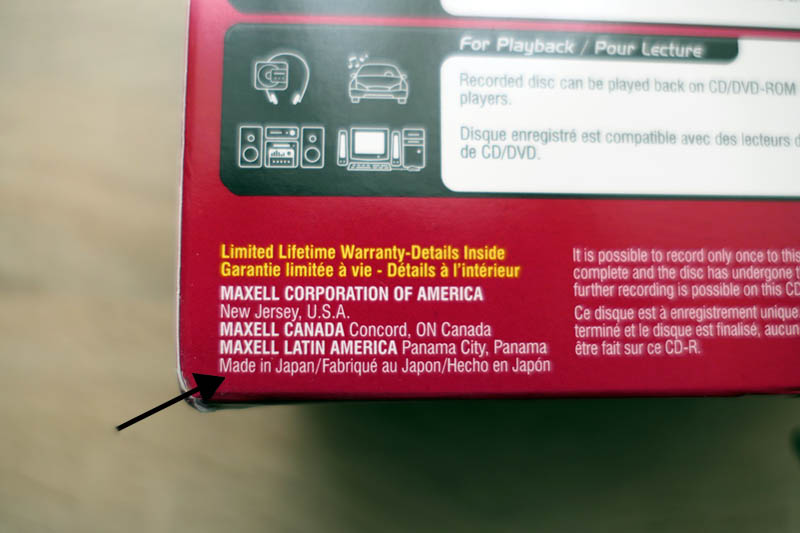 For Playback / Pour Lecture
Recorded disc can be played back on CD/DVD-ROM
players.
Disque enregistré est compatible avec des lecteurs d
de CD/DVD.
Limited Lifetime Warranty-Details Inside
Garantie limitée à vie - Détails à l'intérieur
MAXELL CORPORATION OF AMERICA
New Jersey, U.S.A.
MAXELL CANADA Concord, ON Canada
MAXELL LATIN AMERICA Panama City, Panama
Made in Japan/Fabriqué au Japon/Hecho en Japón
It is possible to record only once to this
complete and the disc has undergone t
further recording is possible on this CD
Ce disque est à enregistrement unique.
terminé et le disque est finalisé, aucun
être fait sur ce CD-R.